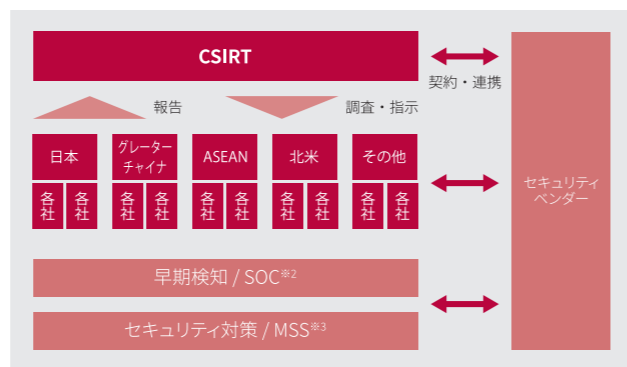 CSIRT
契約・連携
報告
調査・指示
日本
グレーター
チャイナ
ASEAN
北米
その他
各社
各社
各社
各社
各社
各社
各社
各社
各社
各社
セキュリティ
ベンダー
早期検知 / SOC※2
セキュリティ対策 / MSS※3